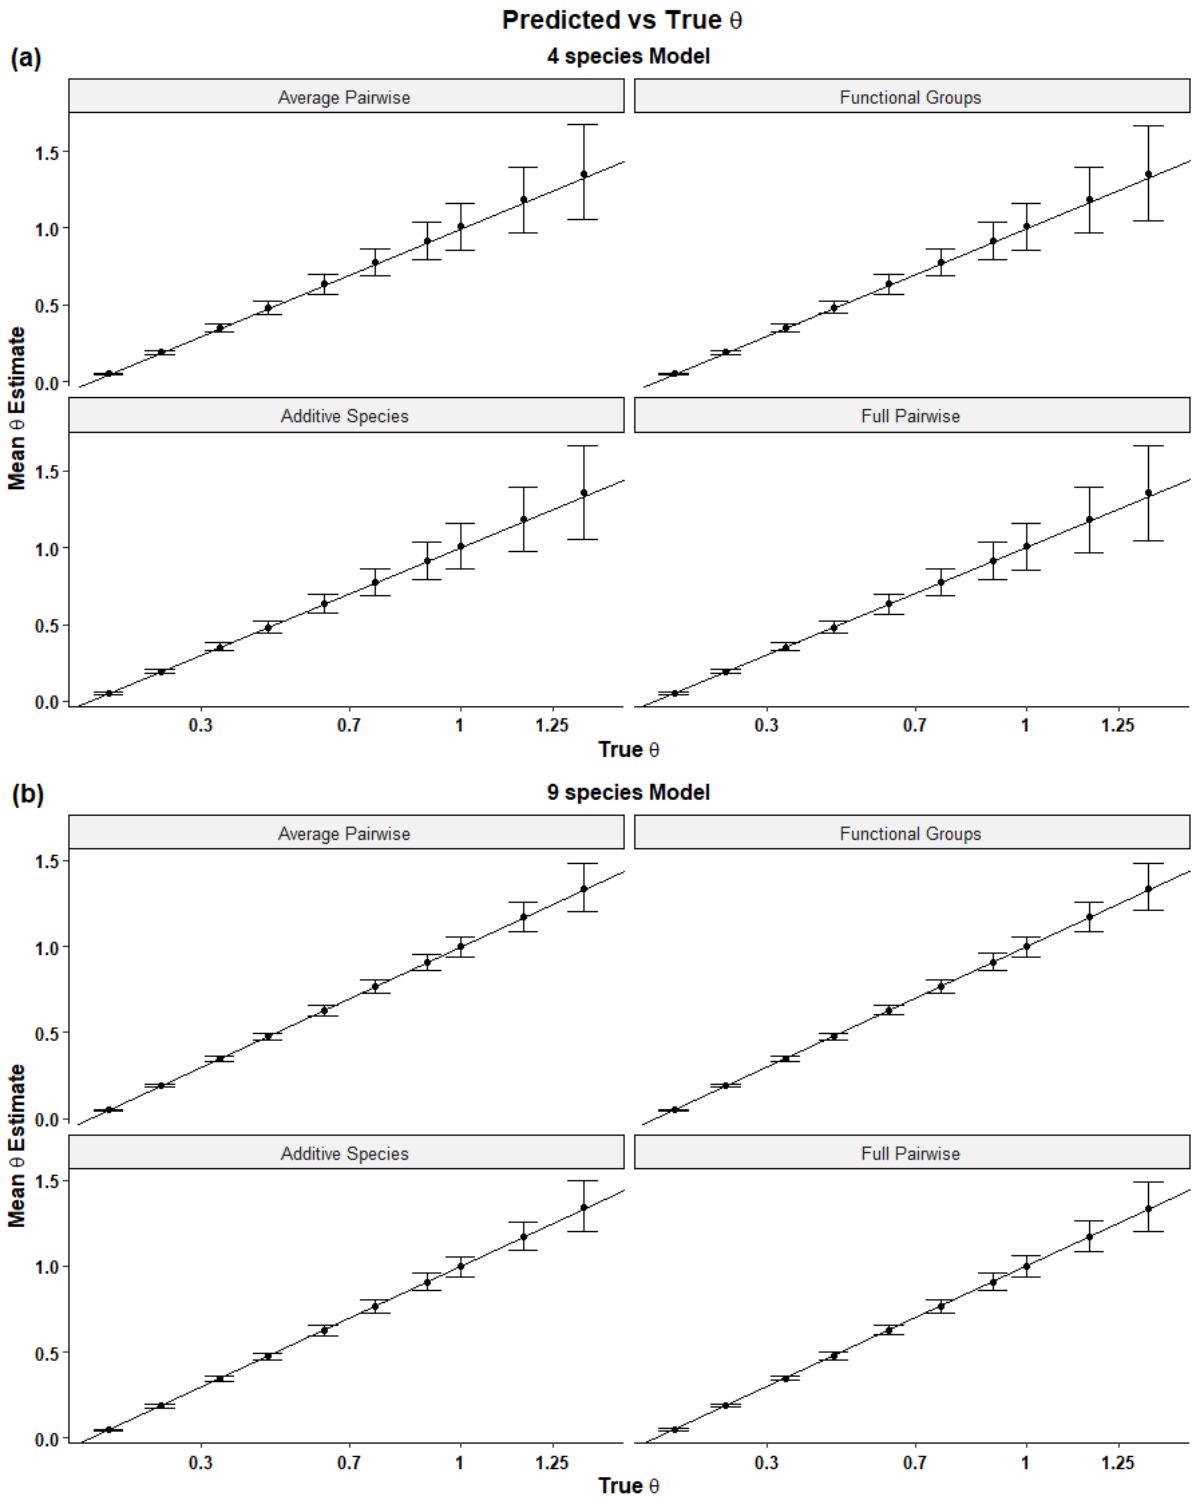 Predicted vs True θ
(a)
4 species Model
Average Pairwise
Functional Groups
1.5
1.0
0.5
0.0
Additive Species
Full Pairwise
1.5
1.0
0.5
0.0
Mean θ Estimate
0.3 0.7 1 1.25
0.3 0.7 1 1.25
True θ
True θ
(b)
9 species Model
Average Pairwise
Functional Groups
1.5
1.0
0.5
0.0
Additive Species
Full Pairwise
1.5
1.0
0.5
0.0
Mean θ Estimate
0.3 0.7 1 1.25
0.3 0.7 1 1.25
True θ
True θ